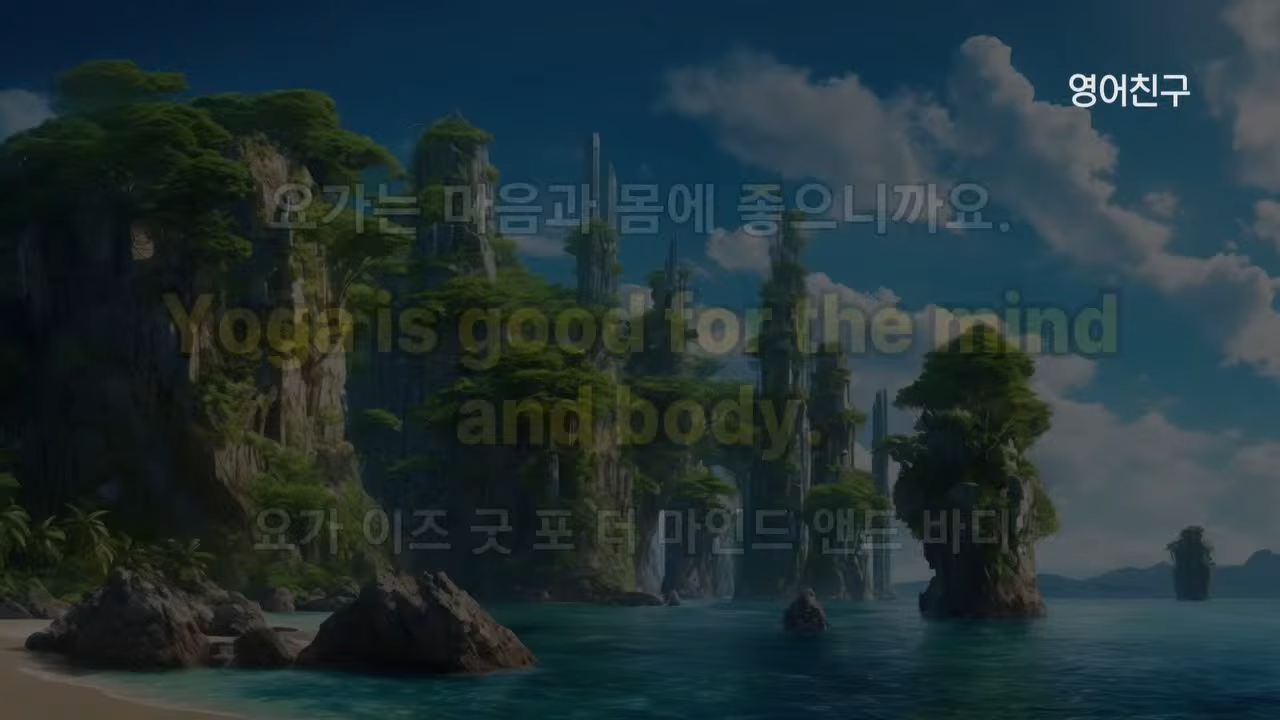 영어친구
요가는 마음과 몸에 좋으니까요.
Yoga is good for the mind
and body.
요가 이즈 굿 포 더 마인드 앤드 바디